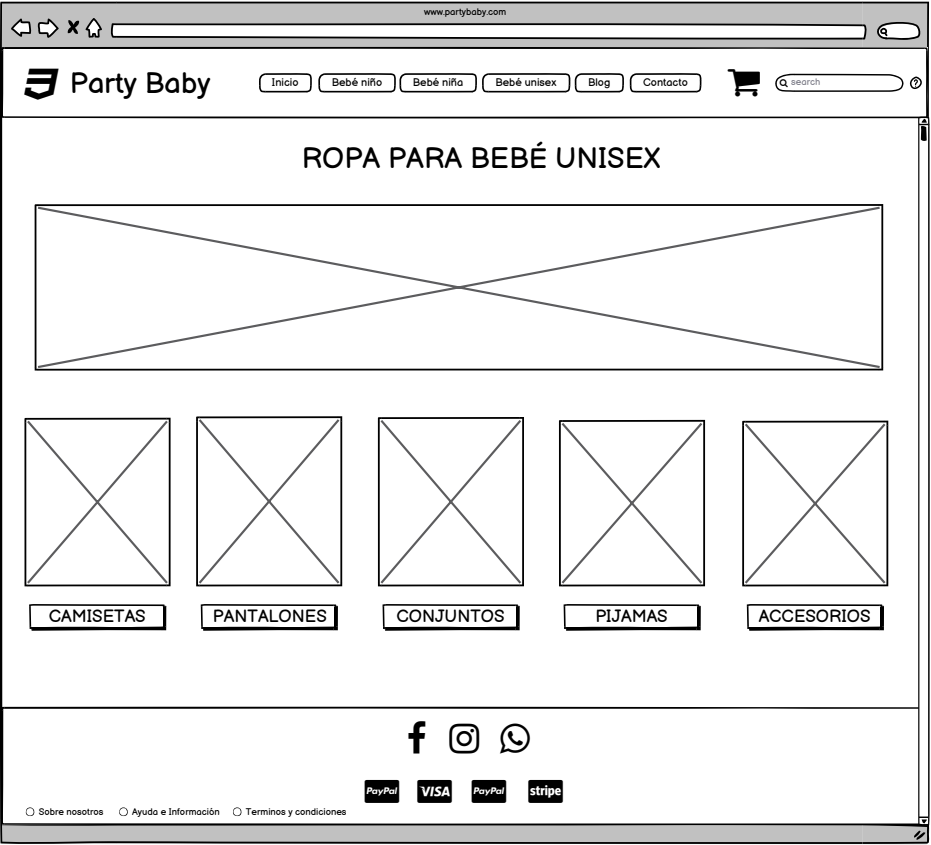 www.partybaby.com
Party Baby
Inicio
Bebé niño
Bebé niña
Bebé unisex
Blog
Contacto
search
?
ROPA PARA BEBÉ UNISEX
CAMISETAS
PANTALONES
CONJUNTOS
PIJAMAS
ACCESORIOS
PayPal
VISA
PayPal
stripe
Sobre nosotros
Ayuda e Información
Terminos y condiciones